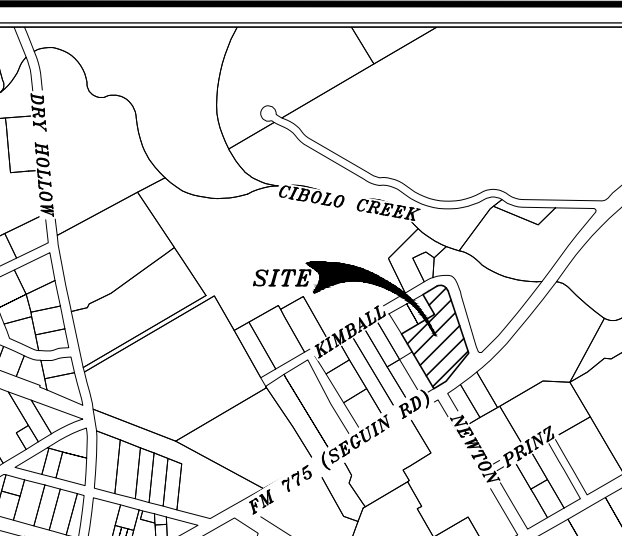 DRY HOLLOW
CIBOLO CREEK
SITE
KIMBALL
FM 775 (SEGUIN RD)
NEWTON
PRINZ